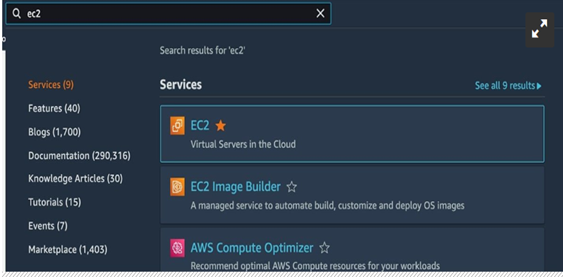 ec2
Search results for 'ec2'
Services (9)
Features (40)
Blogs (1,700)
Documentation (290,316)
Knowledge Articles (30)
Tutorials (15)
Events (7)
Marketplace (1,403)
Services
See all 9 results
EC2
Virtual Servers in the Cloud
EC2 Image Builder
A managed service to automate build, customize and deploy OS images
AWS Compute Optimizer
Recommend optimal AWS Compute resources for your workloads